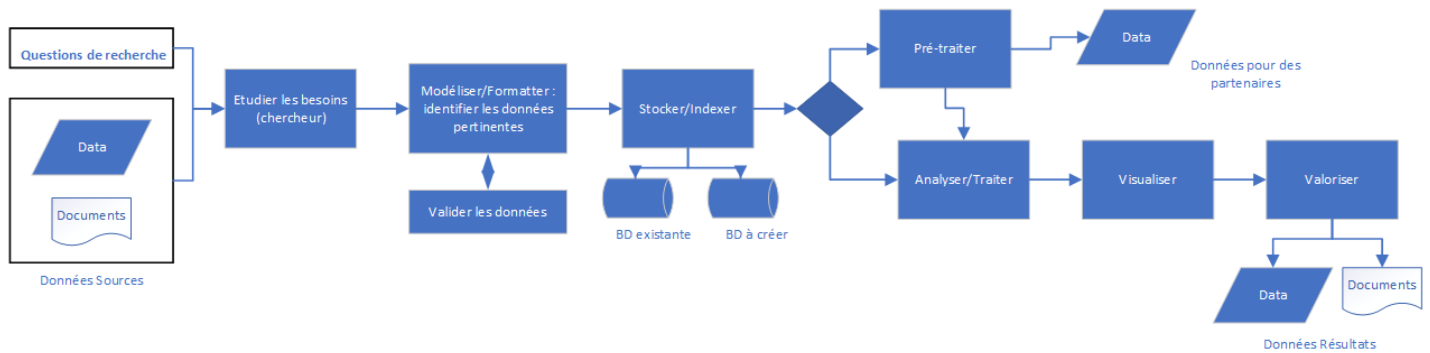 Questions de recherche
Data
Documents
Données Sources
Etudier les besoins
(chercheur)
Modéliser/Formatter :
identifier les données
pertinentes
Valider les données
Stocker/Indexer
BD existante
BD à créer
Pré-traiter
Data
Données pour des
partenaires
Analyser/Traiter
Visualiser
Valoriser
Data
Documents
Données Résultats